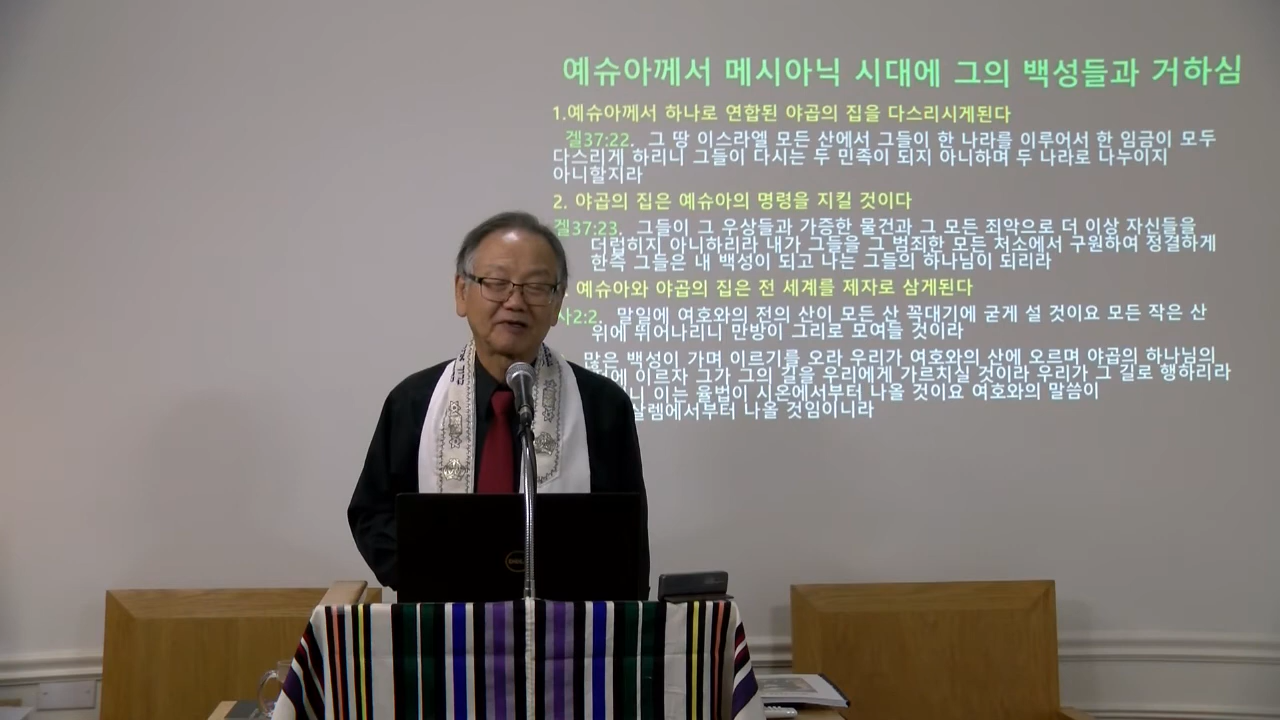 예슈아께서 메시아닉 시대에 그의 백성들과 거하심
1.예슈아께서 하나로 연합된 야곱의 집을 다스리시게된다
겔37:22. 그 땅 이스라엘 모든 산에서 그들이 한 나라를 이루어서 한 임금이 모두
다스리게 하리니 그들이 다시는 두 민족이 되지 아니하며 두 나라로 나누이지
아니할지라
2. 야곱의 집은 예슈아의 명령을 지킬 것이다
겔37:23. 그들이 그 우상들과 가증한 물건과 그 모든 죄악으로 더 이상 자신들을
더럽히지 아니하리라 내가 그들을 그 범죄한 모든 처소에서 구원하여 정결하게
한즉 그들은 내 백성이 되고 나는 그들의 하나님이 되리라
예슈아와 야곱의 집은 전 세계를 제자로 삼게된다
사2:2. 말일에 여호와의 전의 산이 모든 산 꼭대기에 굳게 설 것이요 모든 작은 산
위에 뛰어나리니 만방이 그리로 모여들 것이라
많은 백성이 가며 이르기를 오라 우리가 여호와의 산에 오르며 야곱의 하나님의
이르자 그가 그의 길을 우리에게 가르치실 것이라 우리가 그 길로 행하리라
이는 율법이 시온에서부터 나올 것이요 여호와의 말씀이
나올 것임이니라
DELL